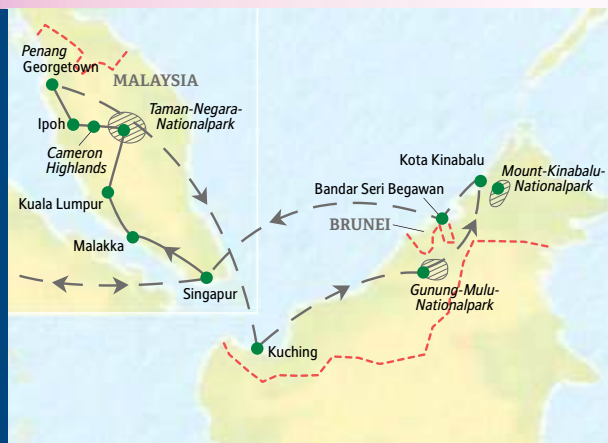 Penang
Georgetown
MALAYSIA
Taman-Negara-
Nationalpark
Ipoh
Cameron
Highlands
Kuala Lumpur
Malakka
Singapur
Kota Kinabalu
Mount-Kinabalu-
Nationalpark
Bandar Seri Begawan
BRUNEI
Gunung-Mulu-
Nationalpark
Kuching